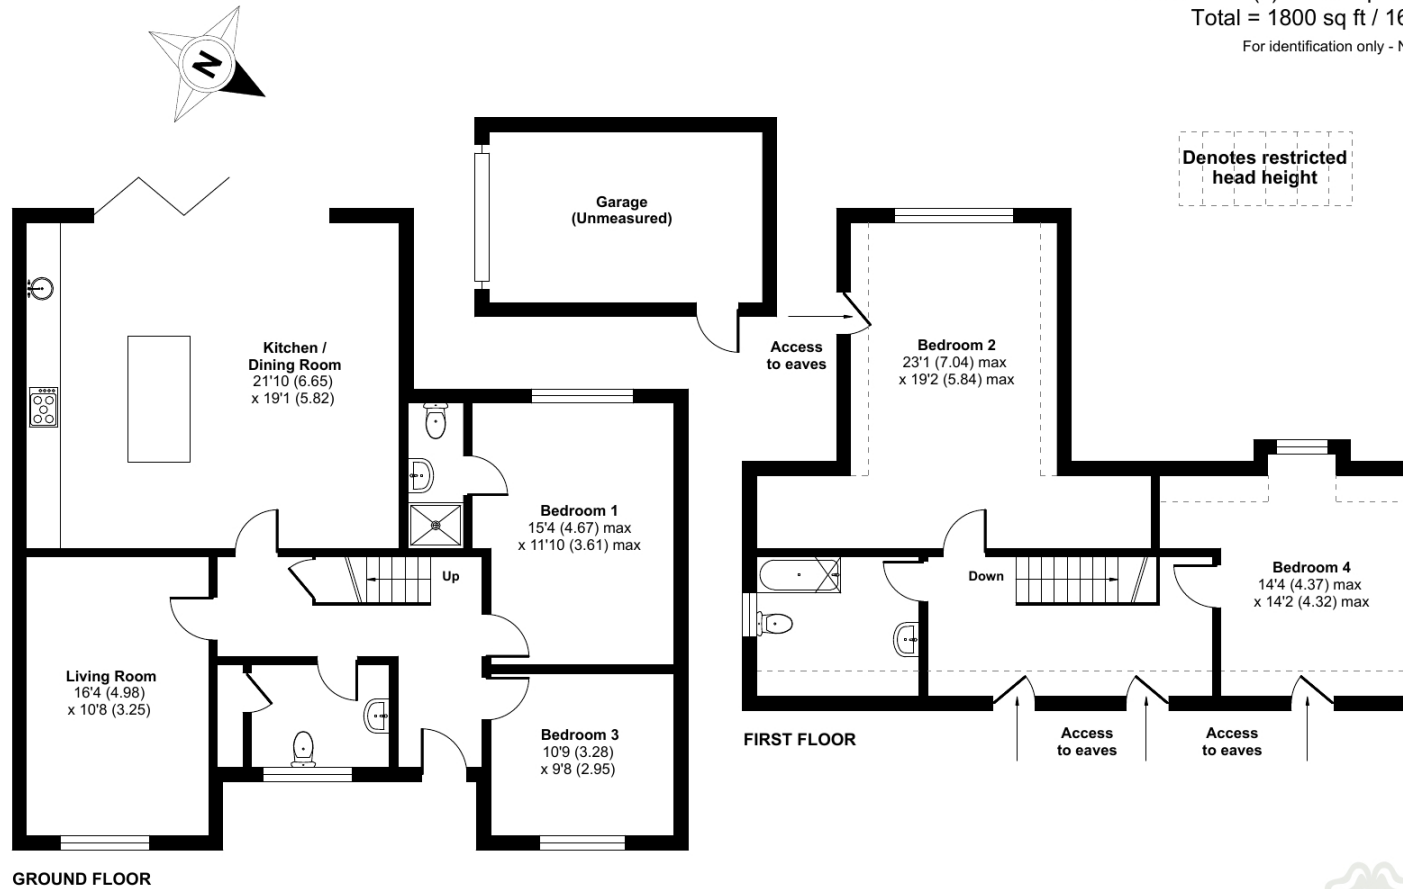 Total = 1800 sq ft / 16
For identification only - N
N
Denotes restricted
head height
Garage
(Unmeasured)
Kitchen /
Dining Room
21'10 (6.65)
x 19'1 (5.82)
Access
to eaves
Bedroom 2
23'1 (7.04) max
x 19'2 (5.84) max
Bedroom 1
15'4 (4.67) max
x 11'10 (3.61) max
Up
Down
Bedroom 4
14'4 (4.37) max
x 14'2 (4.32) max
Living Room
16'4 (4.98)
x 10'8 (3.25)
Bedroom 3
10'9 (3.28)
x 9'8 (2.95)
FIRST FLOOR
Access
to eaves
Access
to eaves
GROUND FLOOR